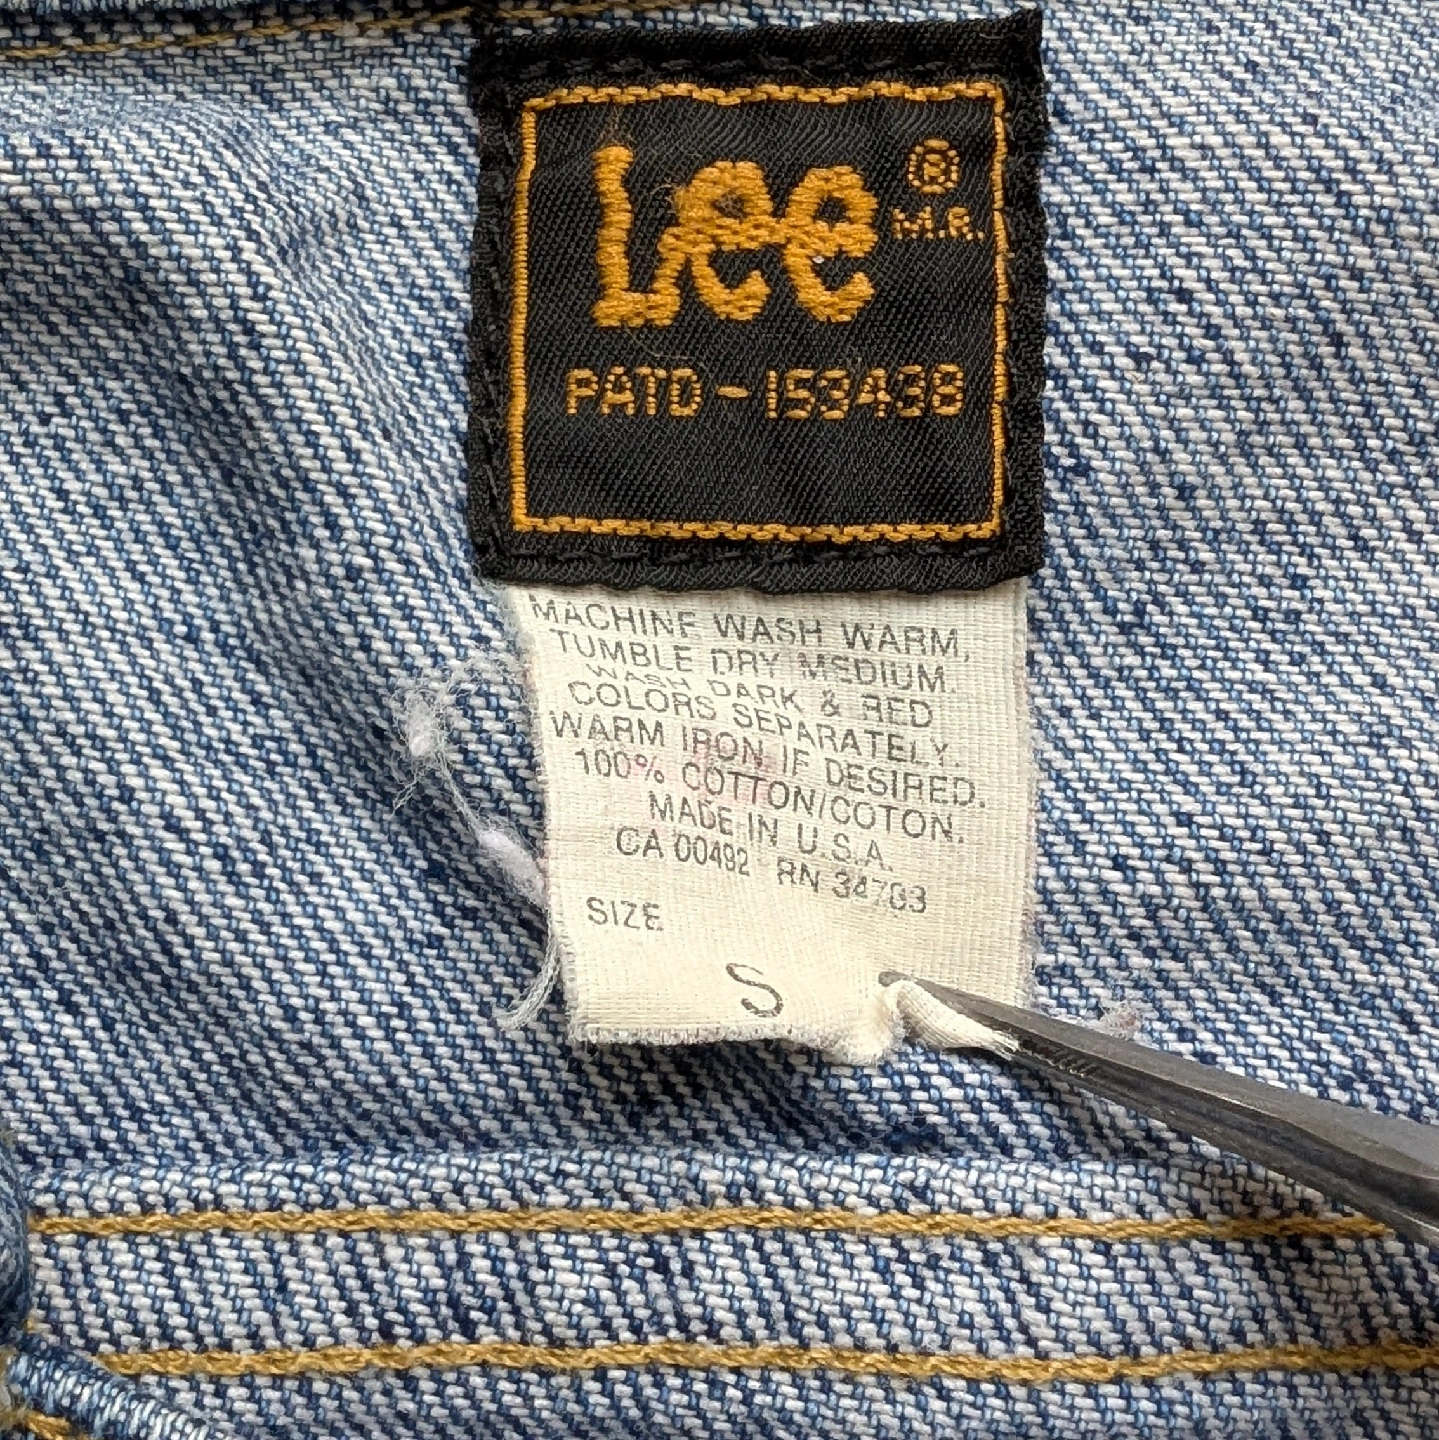 Lee ®
M.R.
PATD-153438
MACHINE WASH WARM,
TUMBLE DRY MEDIUM.
WASH DARK & RED
COLORS SEPARATELY.
WARM IRON IF DESIRED.
100% COTTON/COTON.
MADE IN U.S.A.
CA 00492 RN 34783
SIZE
S